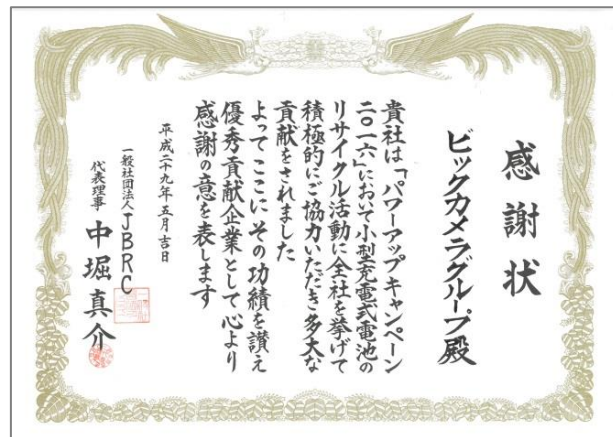 感謝状
ビックカメラグループ殿
貴社は「パワーアップキャンペーン
二〇一六」において小型充電式電池の
リサイクル活動に全社を挙げて
積極的にご協力いただき多大な
貢献をされました
よってここにその功績を讃え
優秀貢献企業として心より
感謝の意を表します
平成二十九年五月吉日
一般社団法人JBRC
代表理事 中堀真介